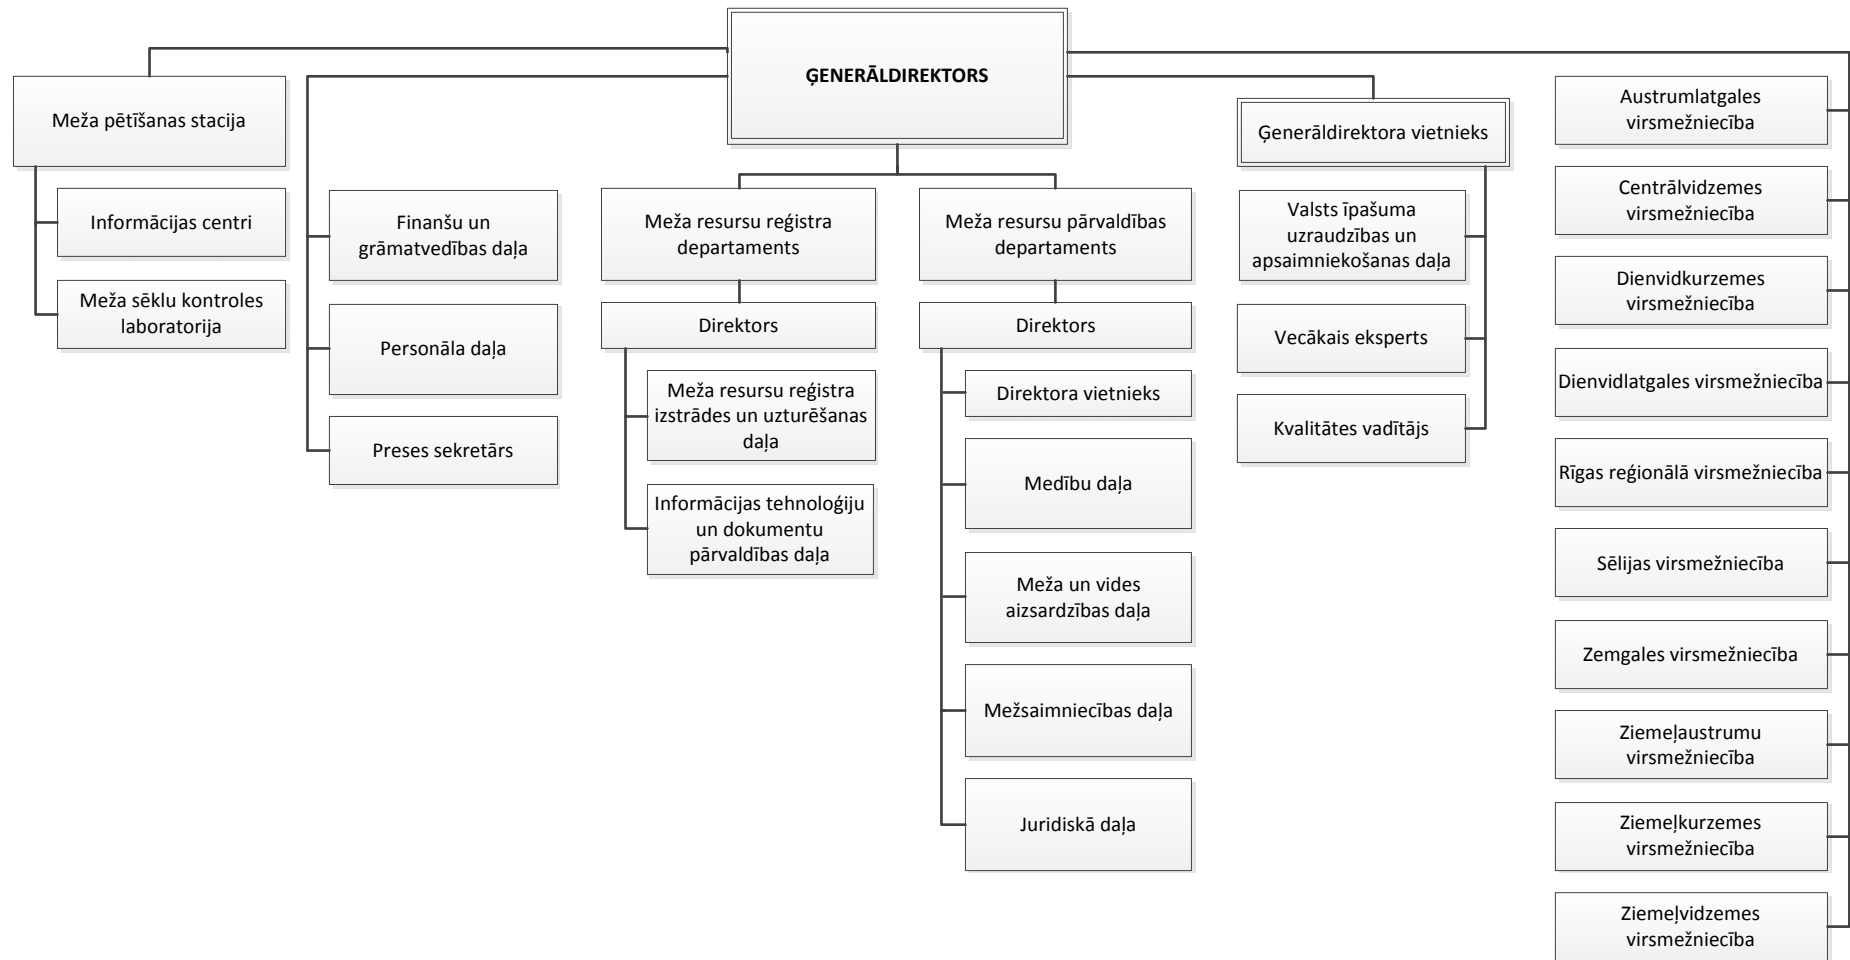 ĢENERĀLDIREKTORS
Meža pētīšanas stacija
Informācijas centri
Meža sēklu kontroles
laboratorija
Finanšu un
grāmatvedības daļa
Personāla daļa
Preses sekretārs
Meža resursu reģistra
departaments
Direktors
Meža resursu reģistra
izstrādes un uzturēšanas
daļa
Informācijas tehnoloģiju
un dokumentu
pārvaldības daļa
Meža resursu pārvaldības
departaments
Direktors
Direktora vietnieks
Medību daļa
Meža un vides
aizsardzības daļa
Mežsaimniecības daļa
Juridiskā daļa
Ģenerāldirektora vietnieks
Valsts īpašuma
uzraudzības un
apsaimniekošanas daļa
Vecākais eksperts
Kvalitātes vadītājs
Austrumlatgales
virsmežniecība
Centrālvidzemes
virsmežniecība
Dienvidkurzemes
virsmežniecība
Dienvidlatgales virsmežniecība
Rīgas reģionālā virsmežniecība
Sēlijas virsmežniecība
Zemgales virsmežniecība
Ziemeļaustrumu
virsmežniecība
Ziemeļkurzemes
virsmežniecība
Ziemeļvidzemes
virsmežniecība